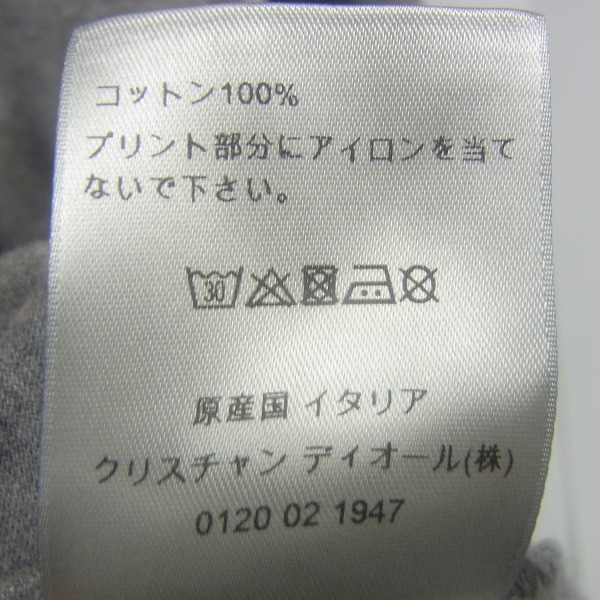 コットン100%
プリント部分にアイロンを当て
ないで下さい。
30
原産国 イタリア
クリスチャン ディオール(株)
0120 02 1947